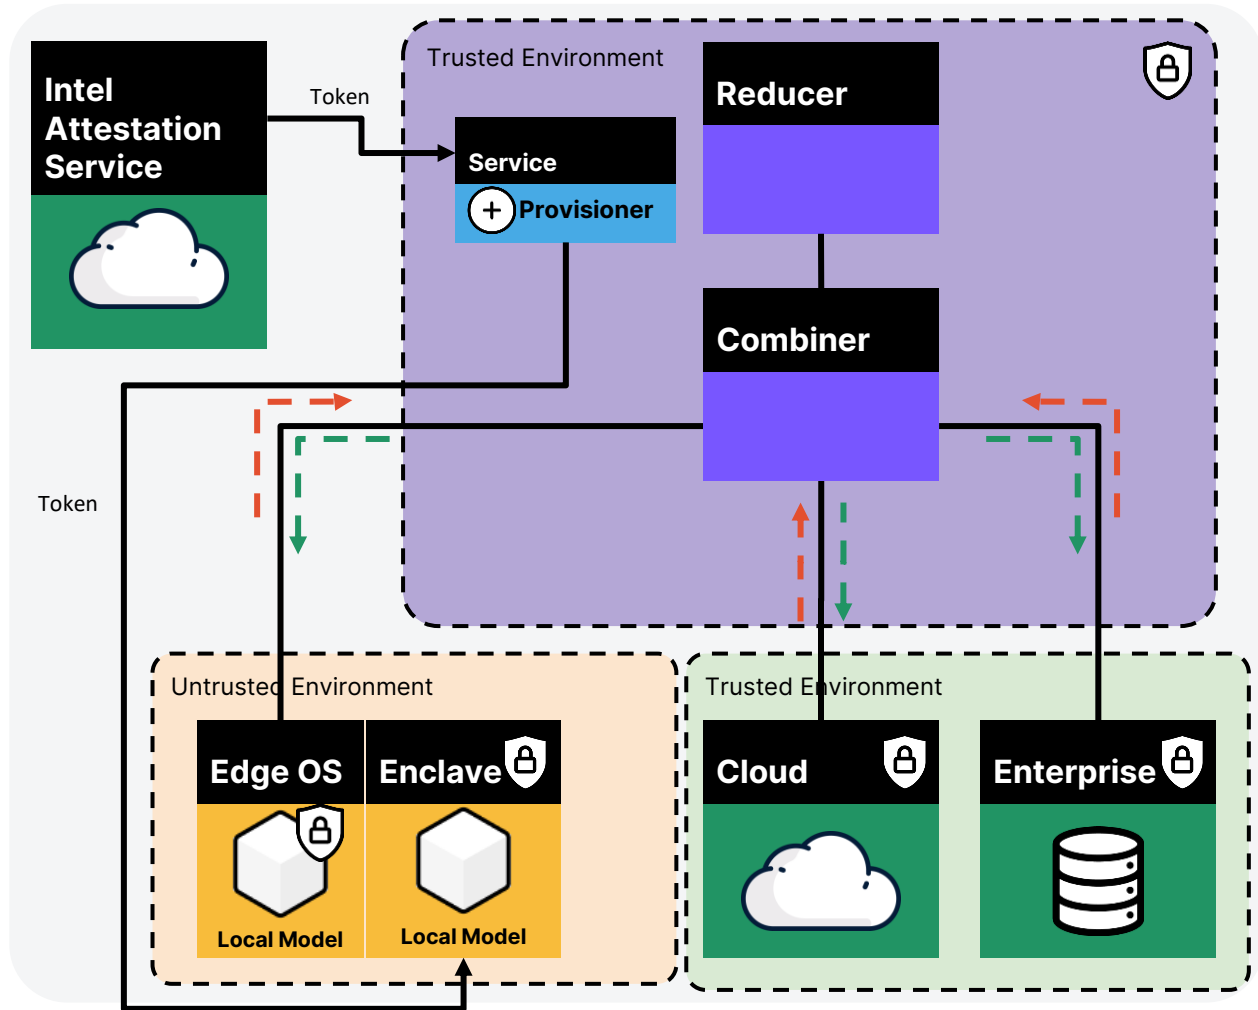 Intel
Attestation
Service
Token
Trusted Environment
Service
Provisioner
Reducer
Combiner
Token
Untrusted Environment
Edge OS
Local Model
Enclave
Local Model
Trusted Environment
Cloud
Enterprise